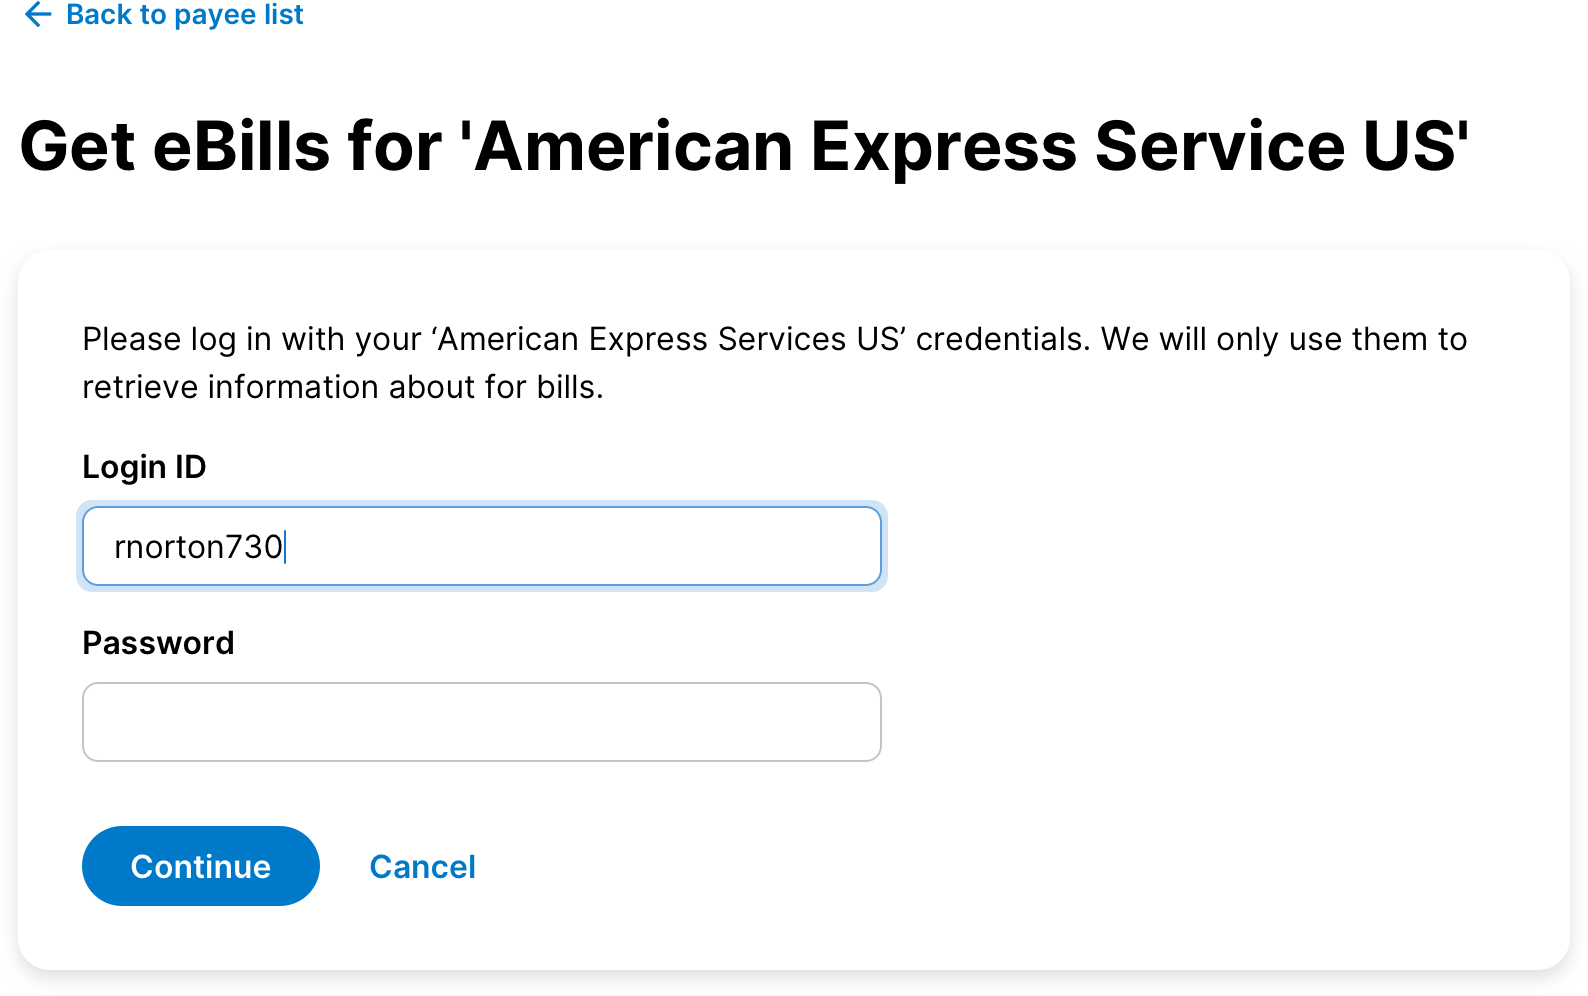 ← Back to payee list
Get eBills for 'American Express Service US'
Please log in with your ‘American Express Services US’ credentials. We will only use them to
retrieve information about for bills.
Login ID
rnorton730
Password
Continue Cancel